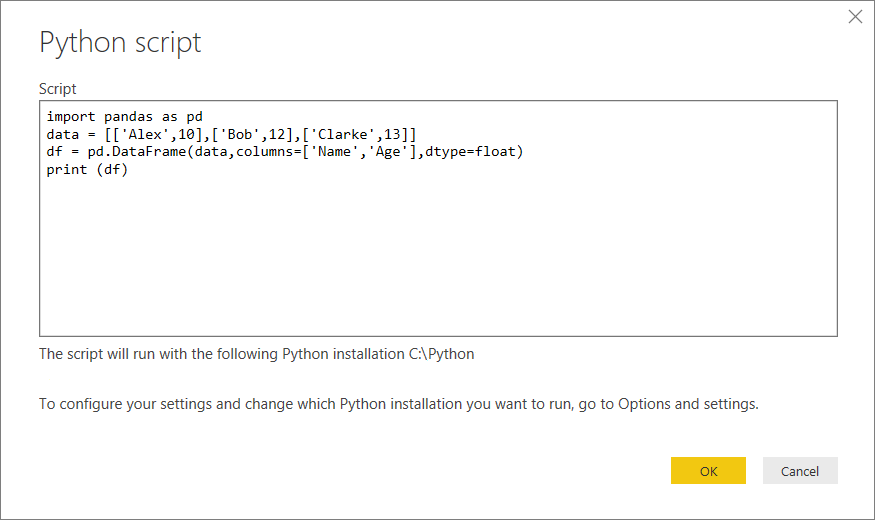 Python script
Script
import pandas as pd
data = [['Alex',10],['Bob',12],['Clarke',13]]
df = pd.DataFrame(data,columns=['Name','Age'],dtype=float)
print (df)
The script will run with the following Python installation C:\Python
To configure your settings and change which Python installation you want to run, go to Options and settings.
OK
Cancel